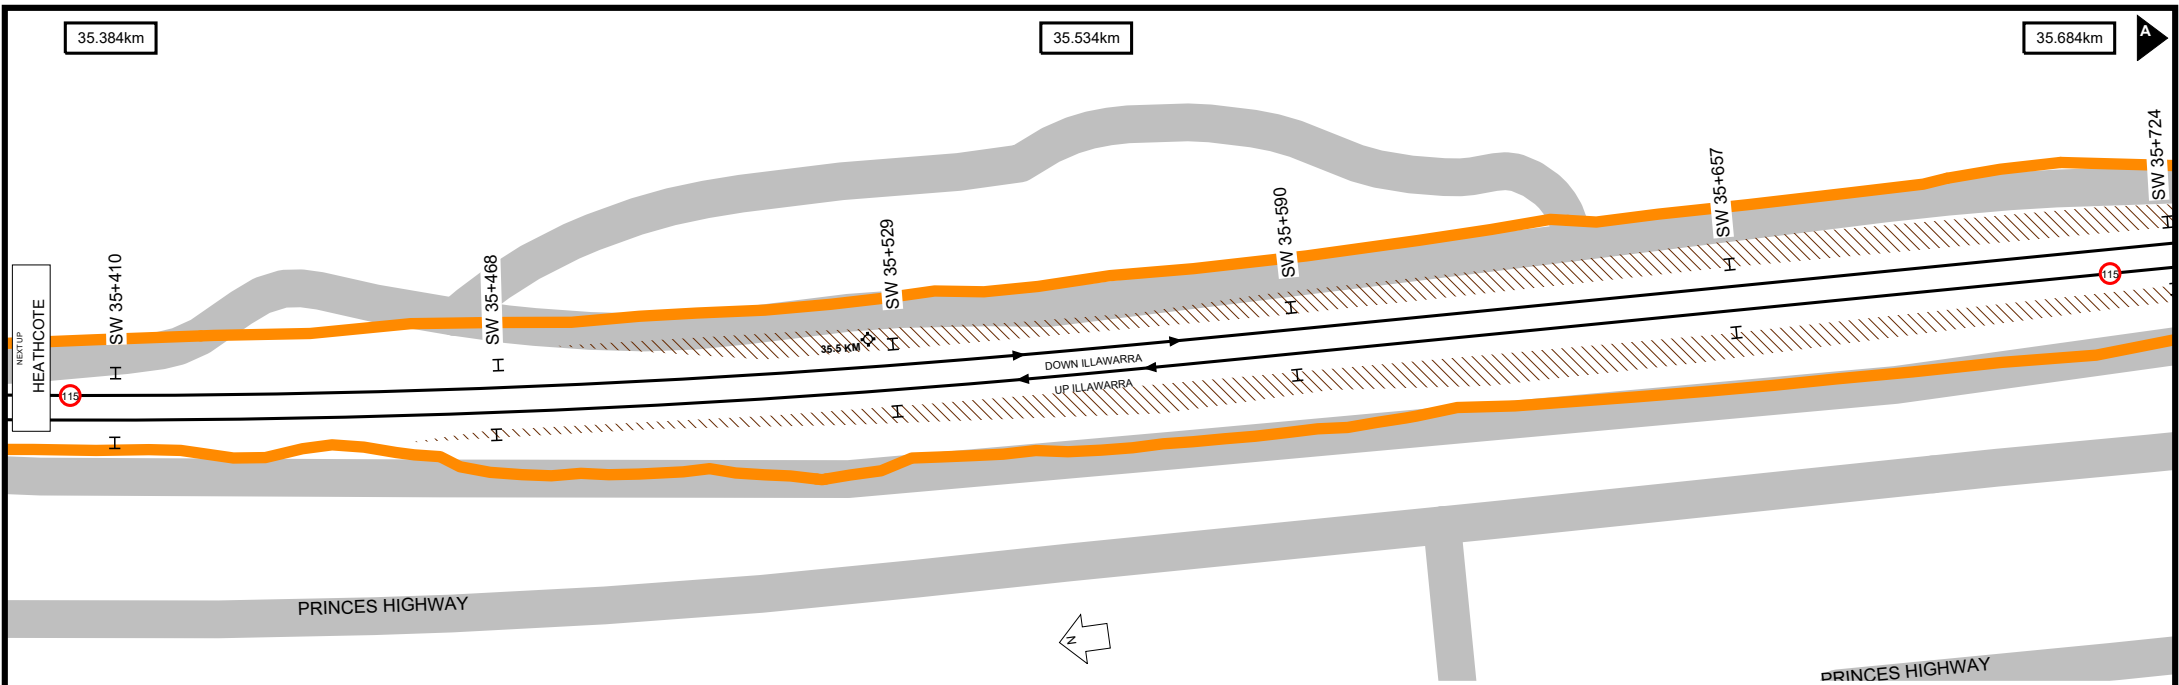 35.384km
35.534km
35.684km
A
SW 35+410
SW 35+468
SW 35+529
SW 35+590
SW 35+657
SW 35+724
NEXT UP
HEATHCOTE
115
35.5 KM
DOWN ILLAWARRA
UP ILLAWARRA
115
PRINCES HIGHWAY
N
PRINCES HIGHWAY